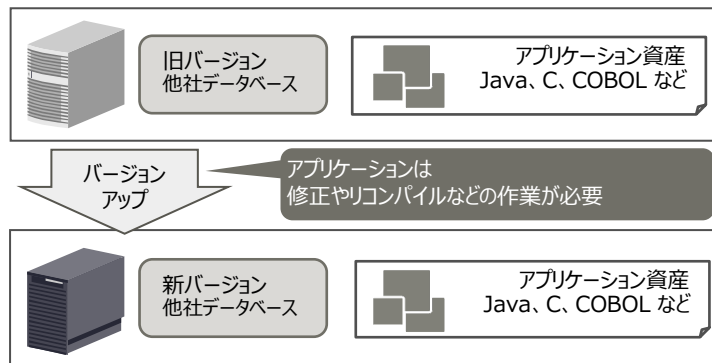 旧バージョン
他社データベース
アプリケーション資産
Java、C、COBOL など
バージョン
アップ
アプリケーションは
修正やリコンパイルなどの作業が必要
新バージョン
他社データベース
アプリケーション資産
Java、C、COBOL など